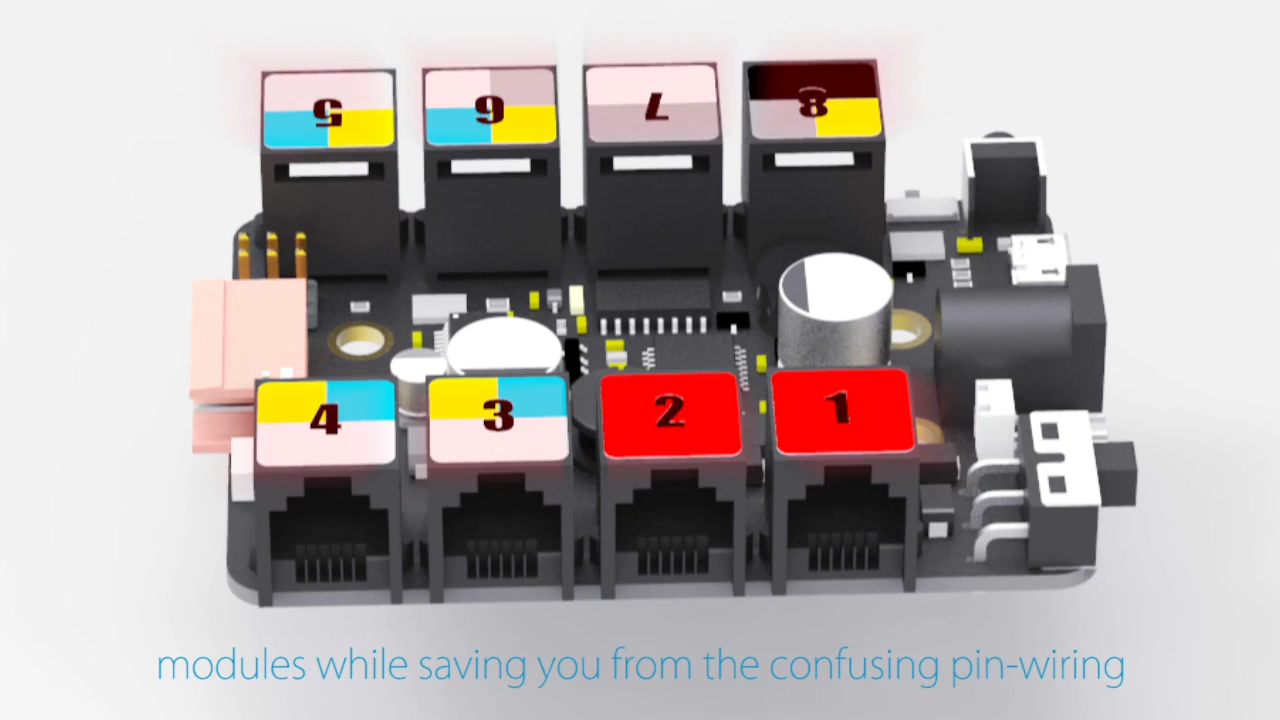 5 6 7 8
4 3 2 1
modules while saving you from the confusing pin-wiring